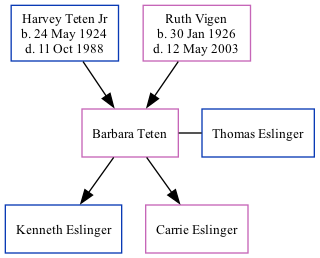 Harvey Teten Jr
b. 24 May 1924
d. 11 Oct 1988
Ruth Vigen
b. 30 Jan 1926
d. 12 May 2003
Barbara Teten
Thomas Eslinger
Kenneth Eslinger
Carrie Eslinger